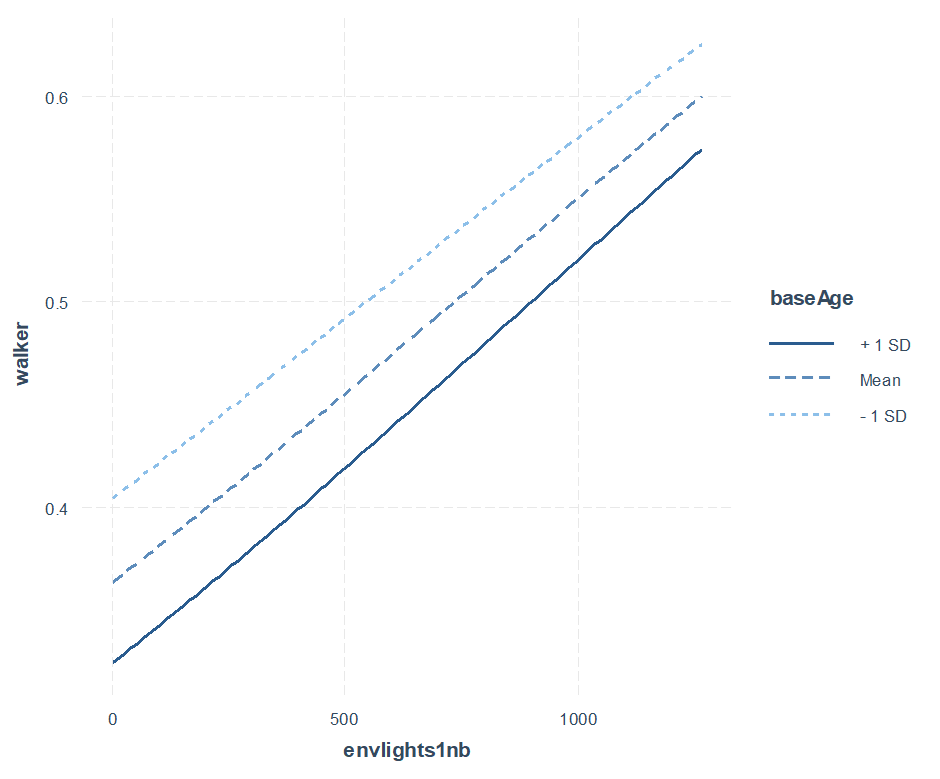 0.6
0.5
0.4
walker
0
500
1000
envlights1nb
baseAge
+ 1 SD
Mean
- 1 SD